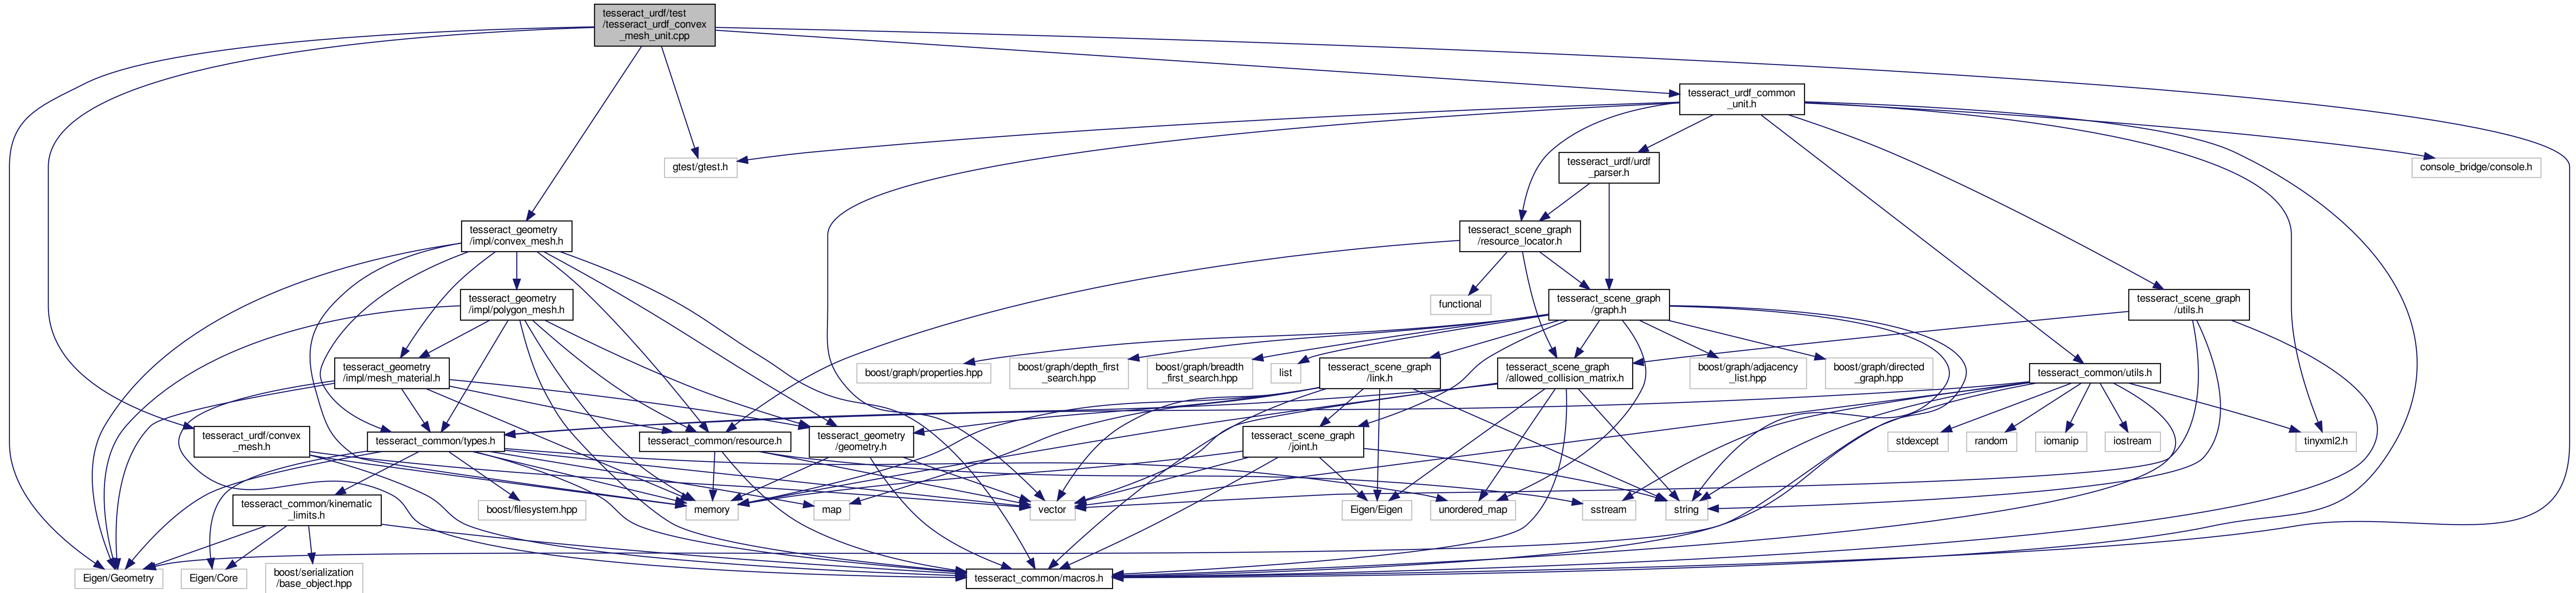 tesseract_urdf/test
/tesseract_urdf_convex
_mesh_unit.cpp
tesseract_urdf_common
_unit.h
gtest/gtest.h
tesseract_urdf/urdf
_parser.h
console_bridge/console.h
tesseract_geometry
/impl/convex_mesh.h
tesseract_scene_graph
/resource_locator.h
tesseract_geometry
/impl/polygon_mesh.h
functional
tesseract_scene_graph
/graph.h
tesseract_scene_graph
/utils.h
tesseract_geometry
/impl/mesh_material.h
boost/graph/properties.hpp
boost/graph/depth_first
_search.hpp
boost/graph/breadth
_first_search.hpp
list
tesseract_scene_graph
/link.h
tesseract_scene_graph
/allowed_collision_matrix.h
boost/graph/adjacency
_list.hpp
boost/graph/directed
_graph.hpp
tesseract_common/utils.h
tesseract_urdf/convex
_mesh.h
tesseract_common/types.h
tesseract_common/resource.h
tesseract_geometry
/geometry.h
tesseract_scene_graph
/joint.h
stdexcept
random
iomanip
iostream
tinyxml2.h
tesseract_common/kinematic
_limits.h
boost/filesystem.hpp
memory
map
vector
Eigen/Eigen
unordered_map
sstream
string
Eigen/Geometry
Eigen/Core
boost/serialization
/base_object.hpp
tesseract_common/macros.h